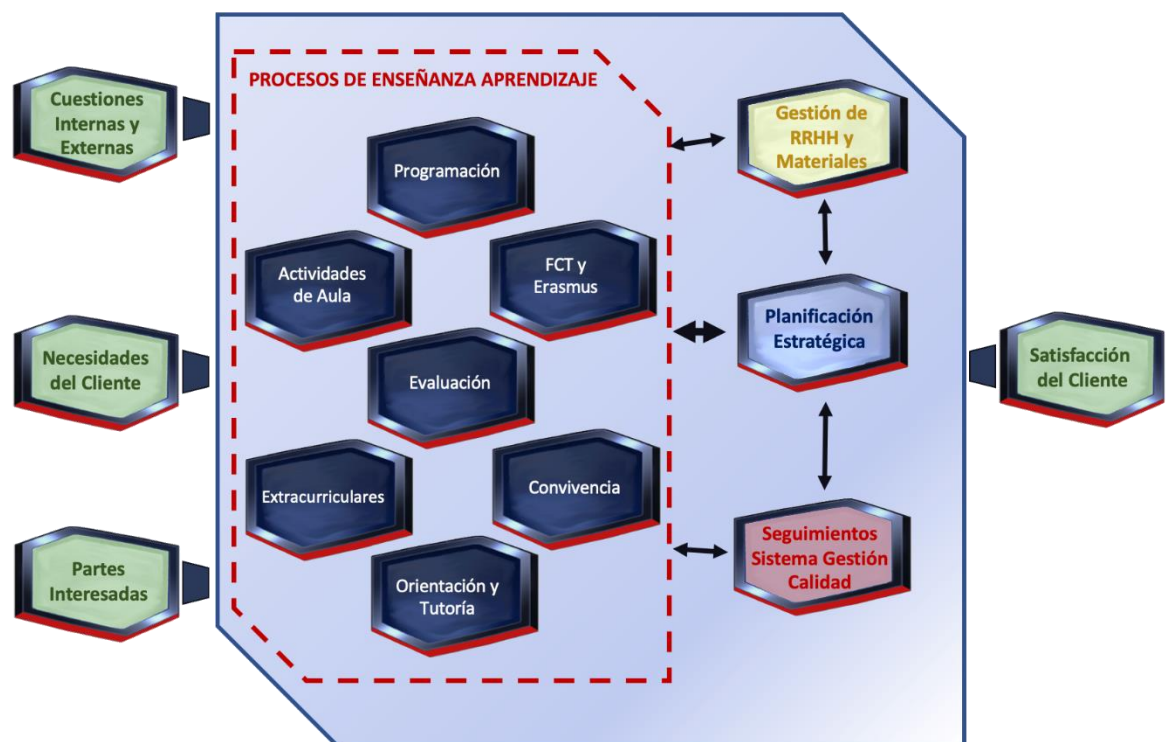 Cuestiones
Internas y
Externas
Necesidades
del Cliente
Partes
Interesadas
PROCESOS DE ENSEÑANZA APRENDIZAJE
Programación
Actividades
de Aula
FCT y
Erasmus
Evaluación
Extracurriculares
Convivencia
Orientación y
Tutoría
Gestión de
RRHH y
Materiales
Planificación
Estratégica
Seguimientos
Sistema Gestión
Calidad
Satisfacción
del Cliente